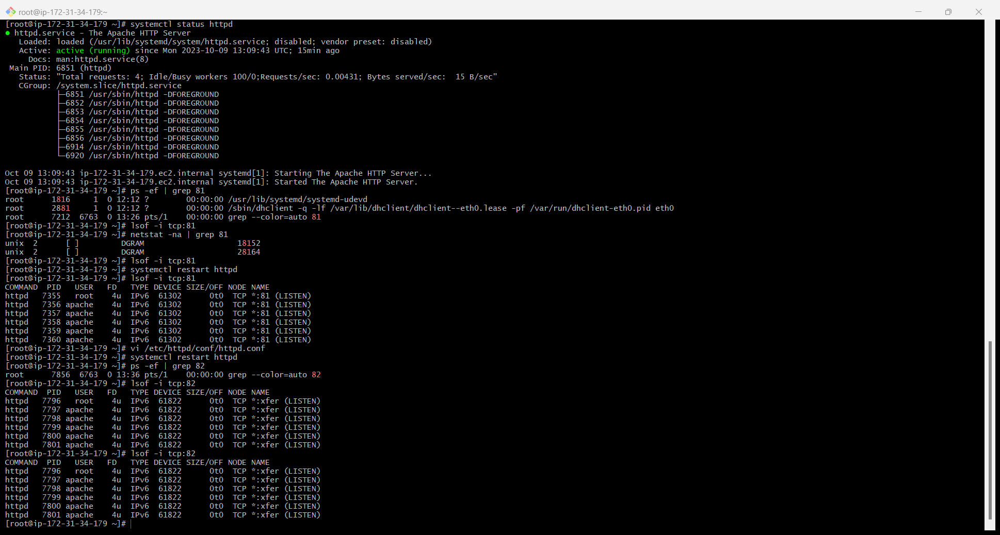 root@ip-172-31-34-179:~
[root@ip-172-31-34-179 ~]# systemctl status httpd
● httpd.service - The Apache HTTP Server
   Loaded: loaded (/usr/lib/systemd/system/httpd.service; disabled; vendor preset: disabled)
   Active: active (running) since Mon 2023-10-09 13:09:43 UTC; 15min ago
     Docs: man:httpd.service(8)
 Main PID: 6851 (httpd)
   Status: "Total requests: 4; Idle/Busy workers 100/0;Requests/sec: 0.00431; Bytes served/sec:  15 B/sec"
   CGroup: /system.slice/httpd.service
           ├─6851 /usr/sbin/httpd -DFOREGROUND
           ├─6852 /usr/sbin/httpd -DFOREGROUND
           ├─6853 /usr/sbin/httpd -DFOREGROUND
           ├─6854 /usr/sbin/httpd -DFOREGROUND
           ├─6855 /usr/sbin/httpd -DFOREGROUND
           ├─6856 /usr/sbin/httpd -DFOREGROUND
           ├─6914 /usr/sbin/httpd -DFOREGROUND
           └─6920 /usr/sbin/httpd -DFOREGROUND

Oct 09 13:09:43 ip-172-31-34-179.ec2.internal systemd[1]: Starting The Apache HTTP Server...
Oct 09 13:09:43 ip-172-31-34-179.ec2.internal systemd[1]: Started The Apache HTTP Server.
[root@ip-172-31-34-179 ~]# ps -ef | grep 81
root      1816     1  0 12:12 ?        00:00:00 /usr/lib/systemd/systemd-udevd
root      2881     1  0 12:12 ?        00:00:00 /sbin/dhclient -q -lf /var/lib/dhclient/dhclient--eth0.lease -pf /var/run/dhclient-eth0.pid eth0
root      7212  6763  0 13:26 pts/1    00:00:00 grep --color=auto 81
[root@ip-172-31-34-179 ~]# lsof -i tcp:81
[root@ip-172-31-34-179 ~]# netstat -na | grep 81
unix  2      [ ]         DGRAM                    18152
unix  2      [ ]         DGRAM                    28164
[root@ip-172-31-34-179 ~]# lsof -i tcp:81
[root@ip-172-31-34-179 ~]# systemctl restart httpd
[root@ip-172-31-34-179 ~]# lsof -i tcp:81
COMMAND  PID   USER   FD   TYPE DEVICE SIZE/OFF NODE NAME
httpd   7355   root    4u  IPv6  61302      0t0  TCP *:81 (LISTEN)
httpd   7356 apache    4u  IPv6  61302      0t0  TCP *:81 (LISTEN)
httpd   7357 apache    4u  IPv6  61302      0t0  TCP *:81 (LISTEN)
httpd   7358 apache    4u  IPv6  61302      0t0  TCP *:81 (LISTEN)
httpd   7359 apache    4u  IPv6  61302      0t0  TCP *:81 (LISTEN)
httpd   7360 apache    4u  IPv6  61302      0t0  TCP *:81 (LISTEN)
[root@ip-172-31-34-179 ~]# vi /etc/httpd/conf/httpd.conf
[root@ip-172-31-34-179 ~]# systemctl restart httpd
[root@ip-172-31-34-179 ~]# ps -ef | grep 82
root      7856  6763  0 13:36 pts/1    00:00:00 grep --color=auto 82
[root@ip-172-31-34-179 ~]# lsof -i tcp:82
COMMAND  PID   USER   FD   TYPE DEVICE SIZE/OFF NODE NAME
httpd   7796   root    4u  IPv6  61822      0t0  TCP *:xfer (LISTEN)
httpd   7797 apache    4u  IPv6  61822      0t0  TCP *:xfer (LISTEN)
httpd   7798 apache    4u  IPv6  61822      0t0  TCP *:xfer (LISTEN)
httpd   7799 apache    4u  IPv6  61822      0t0  TCP *:xfer (LISTEN)
httpd   7800 apache    4u  IPv6  61822      0t0  TCP *:xfer (LISTEN)
httpd   7801 apache    4u  IPv6  61822      0t0  TCP *:xfer (LISTEN)
[root@ip-172-31-34-179 ~]# lsof -i tcp:82
COMMAND  PID   USER   FD   TYPE DEVICE SIZE/OFF NODE NAME
httpd   7796   root    4u  IPv6  61822      0t0  TCP *:xfer (LISTEN)
httpd   7797 apache    4u  IPv6  61822      0t0  TCP *:xfer (LISTEN)
httpd   7798 apache    4u  IPv6  61822      0t0  TCP *:xfer (LISTEN)
httpd   7799 apache    4u  IPv6  61822      0t0  TCP *:xfer (LISTEN)
httpd   7800 apache    4u  IPv6  61822      0t0  TCP *:xfer (LISTEN)
httpd   7801 apache    4u  IPv6  61822      0t0  TCP *:xfer (LISTEN)
[root@ip-172-31-34-179 ~]#